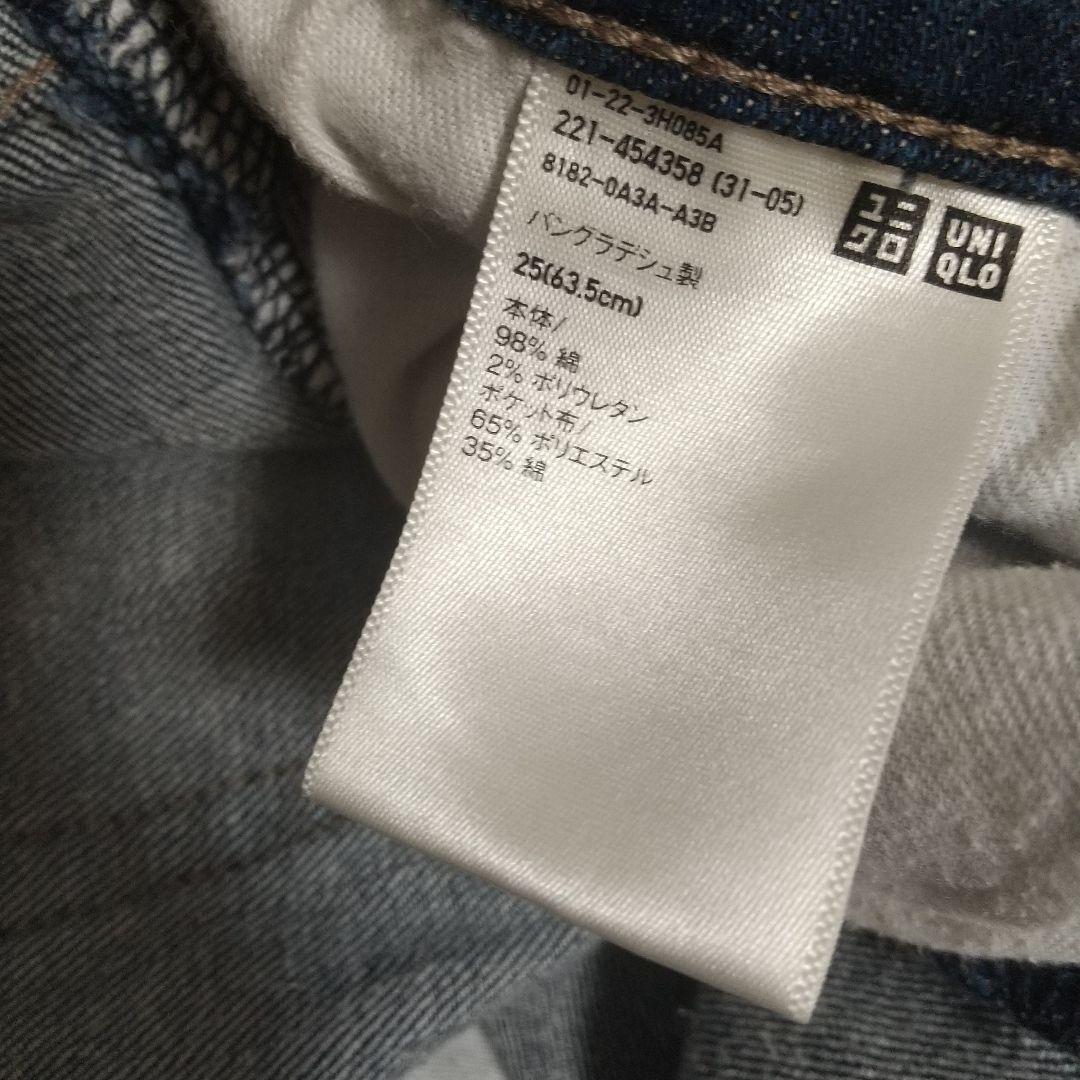 01-22-3H085A
221-454358 (31-05)
8182-0A3A-A3B
バングラデシュ製
25(63.5cm)
本体/
98% 綿
2% ポリウレタン
ポケット布/
65% ポリエステル
35% 綿
ユニ
クロ
UNI
QLO